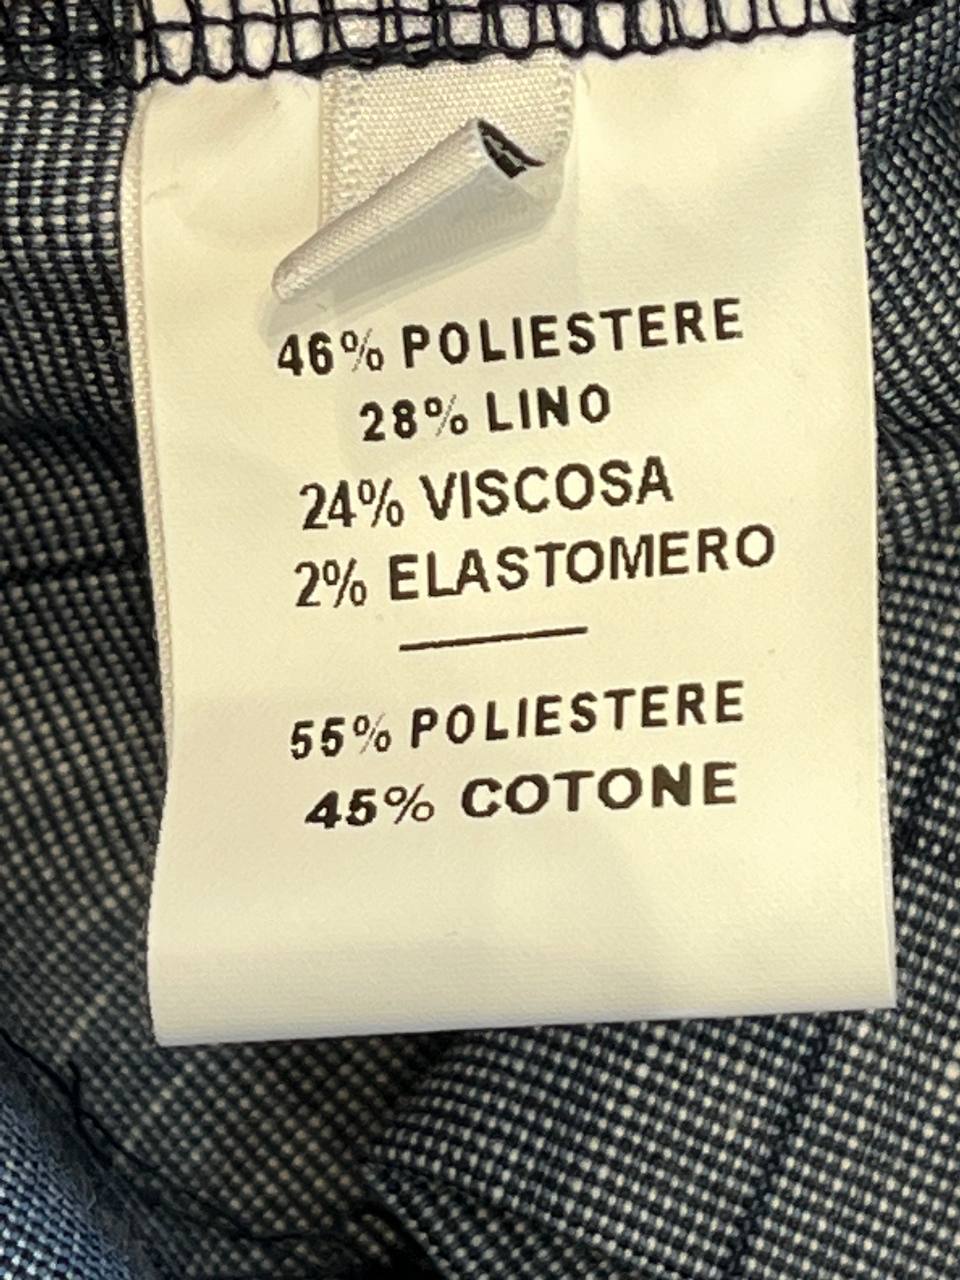 46% POLIESTERE
28% LINO
24% VISCOSA
2% ELASTOMERO
55% POLIESTERE
45% COTONE